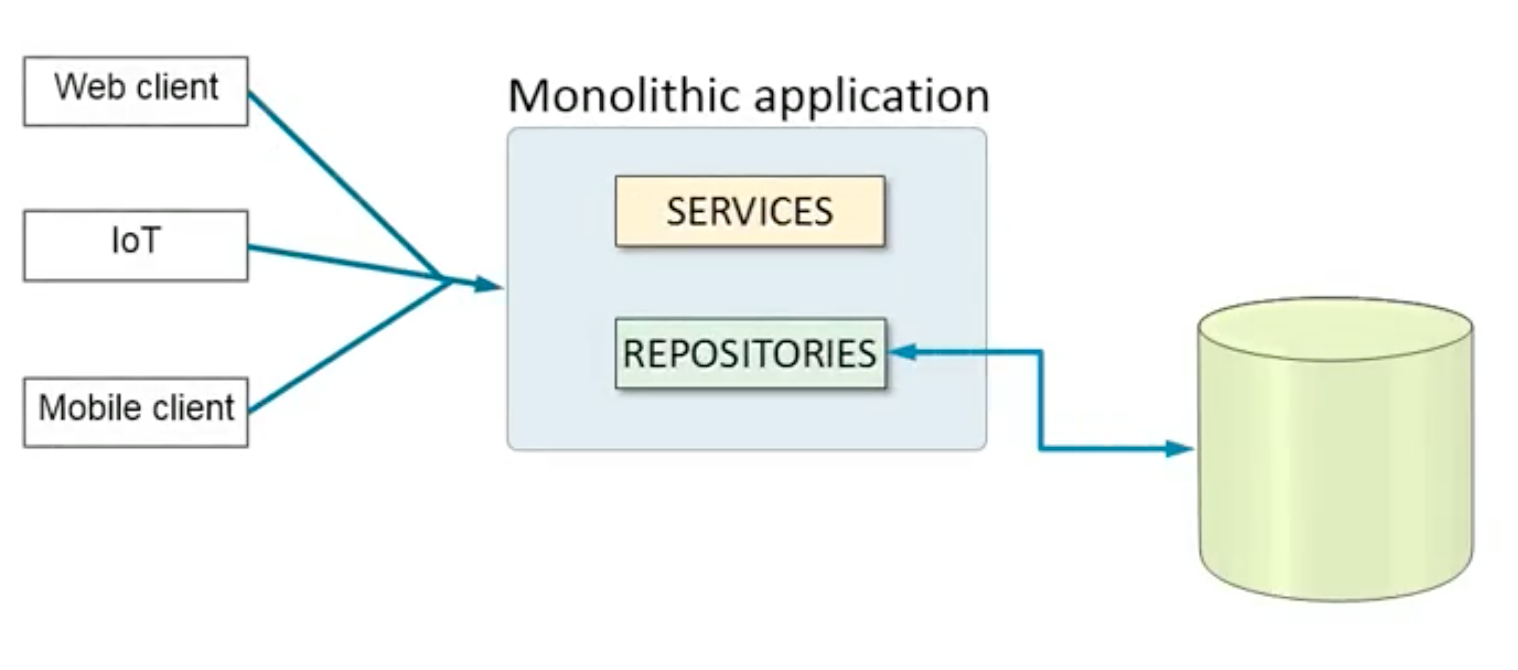 Web client
IoT
Mobile client
Monolithic application
SERVICES
REPOSITORIES